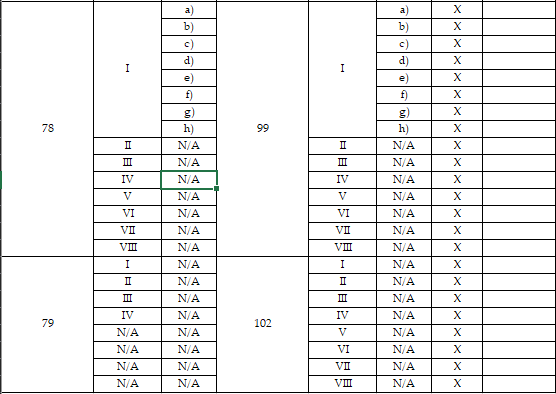 a) a) X
b) b) X
c) c) X
d) d) X
I I
e) e) X
f) f) X
g) g) X
78 h) 99 h) X
II N/A II N/A X
III N/A III N/A X
IV N/A IV N/A X
V N/A V N/A X
VI N/A VI N/A X
VII N/A VII N/A X
VIII N/A VIII N/A X
I N/A I N/A X
II N/A II N/A X
III N/A III N/A X
IV N/A IV N/A X
79 102
N/A N/A V N/A X
N/A N/A VI N/A X
N/A N/A VII N/A X
N/A N/A VIII N/A X